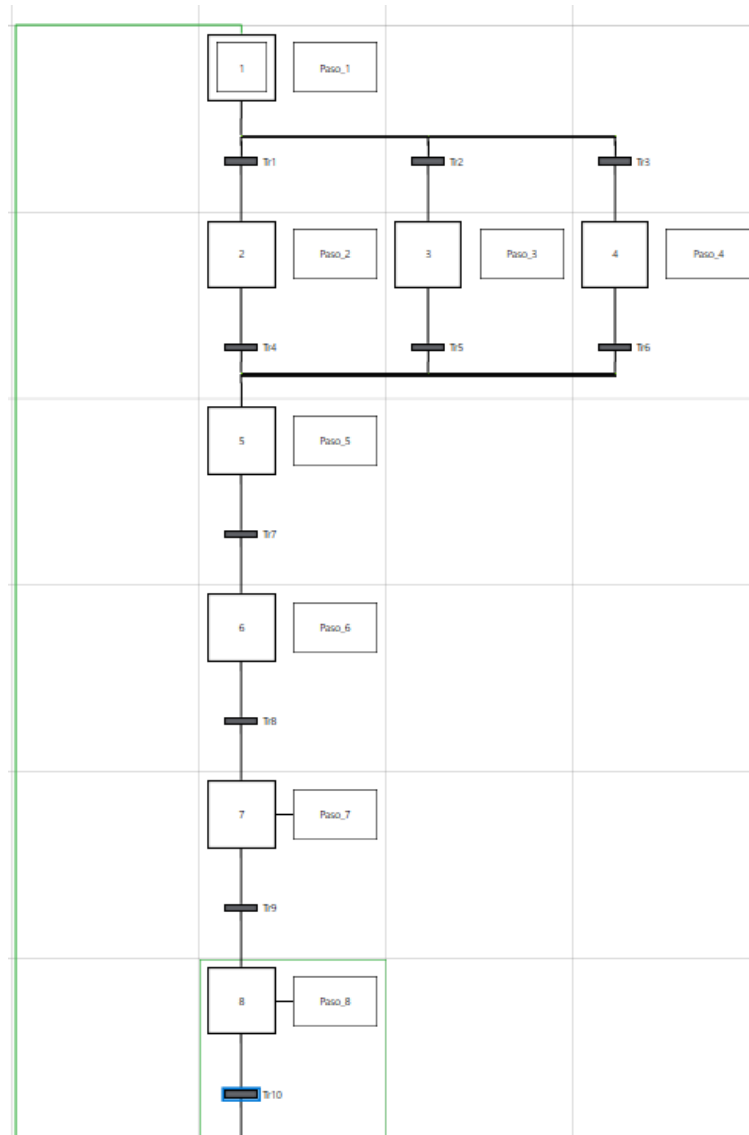 1 Paso_1
Tr1 Tr2 Tr3
2 Paso_2 3 Paso_3 4 Paso_4
Tr4 Tr5 Tr6
5 Paso_5
Tr7
6 Paso_6
Tr8
7 Paso_7
Tr9
8 Paso_8
Tr10